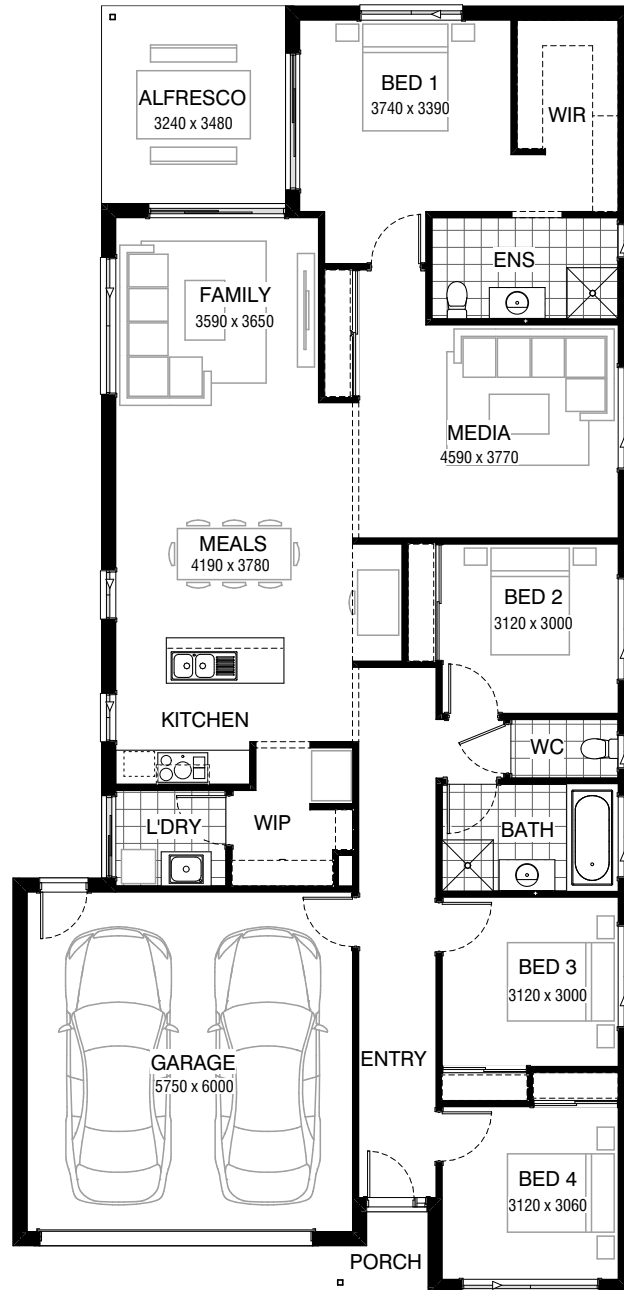 ALFRESCO
3240 x 3480
BED 1
3740 x 3390
WIR
ENS
FAMILY
3590 x 3650
MEDIA
4590 x 3770
MEALS
4190 x 3780
BED 2
3120 x 3000
KITCHEN
WC
L'DRY
WIP
BATH
BED 3
3120 x 3000
GARAGE
5750 x 6000
ENTRY
BED 4
3120 x 3060
PORCH